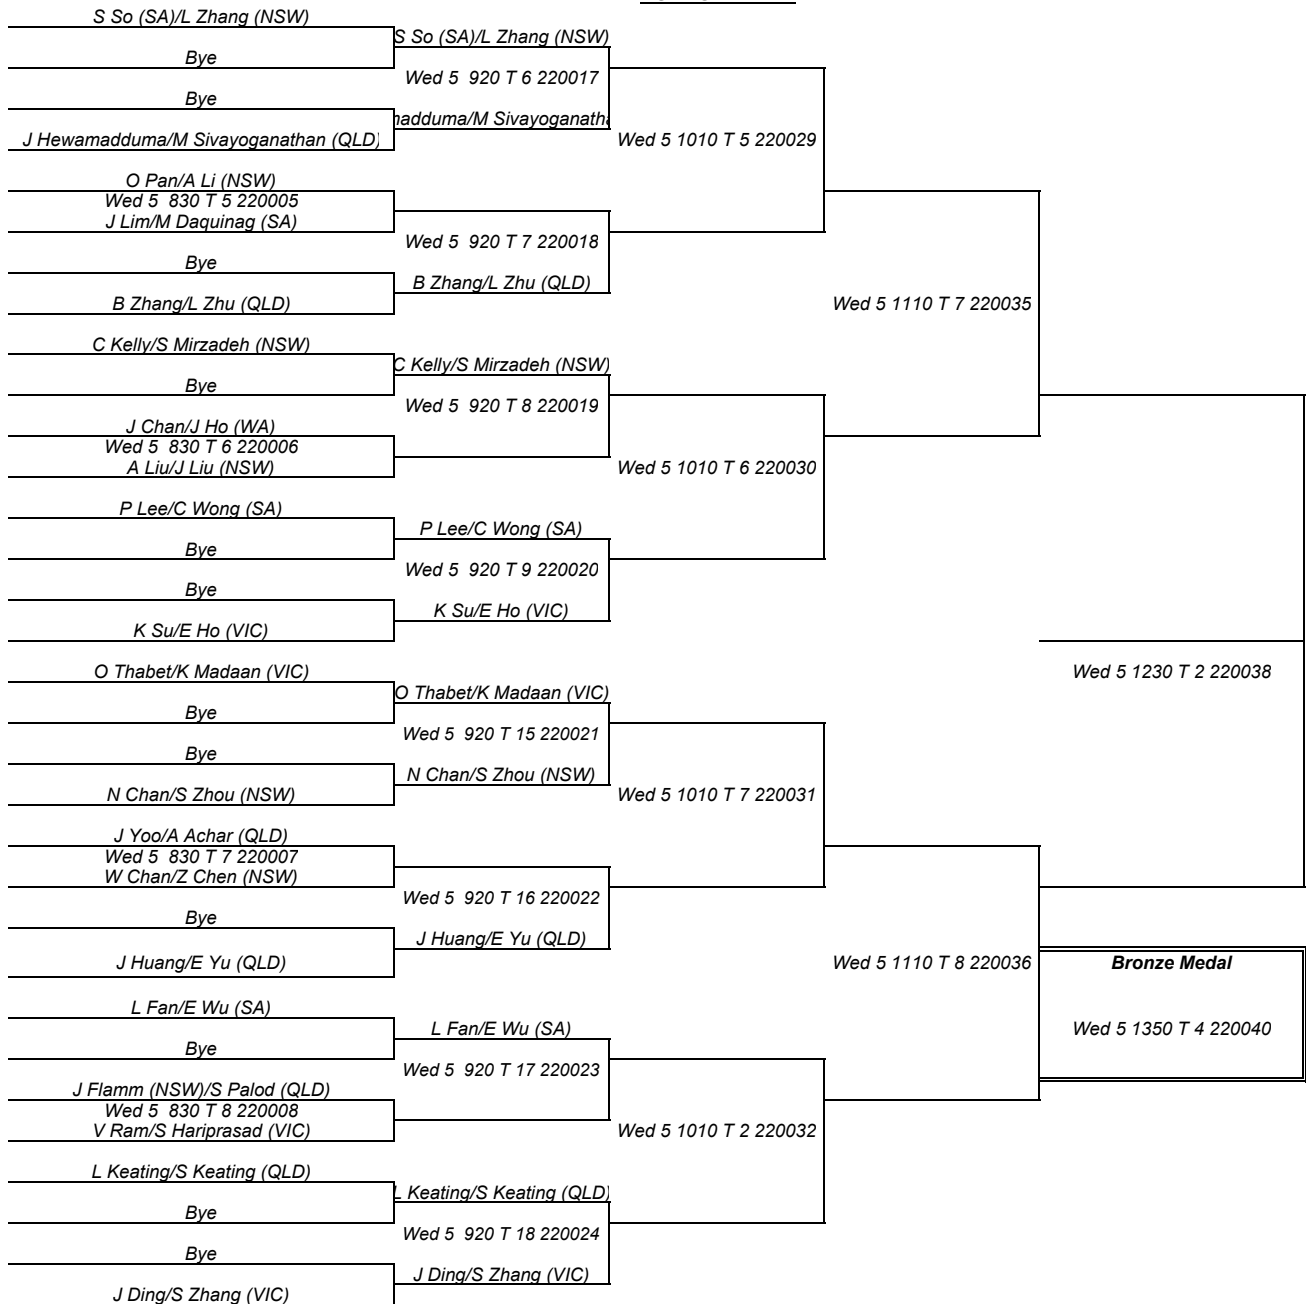 S So (SA)/L Zhang (NSW)
S So (SA)/L Zhang (NSW)
Bye
Wed 5 920 T 6 220017
Bye
J Hewamadduma/M Sivayoganathan (QLD)
Wed 5 1010 T 5 220029
O Pan/A Li (NSW)
Wed 5 830 T 5 220005
J Lim/M Daquinag (SA)
Wed 5 920 T 7 220018
Bye
B Zhang/L Zhu (QLD)
B Zhang/L Zhu (QLD)
Wed 5 1110 T 7 220035
C Kelly/S Mirzadeh (NSW)
C Kelly/S Mirzadeh (NSW)
Bye
Wed 5 920 T 8 220019
J Chan/J Ho (WA)
Wed 5 830 T 6 220006
A Liu/J Liu (NSW)
Wed 5 1010 T 6 220030
P Lee/C Wong (SA)
P Lee/C Wong (SA)
Bye
Wed 5 920 T 9 220020
Bye
K Su/E Ho (VIC)
K Su/E Ho (VIC)
O Thabet/K Madaan (VIC)
Wed 5 1230 T 2 220038
O Thabet/K Madaan (VIC)
Bye
Wed 5 920 T 15 220021
Bye
N Chan/S Zhou (NSW)
N Chan/S Zhou (NSW)
Wed 5 1010 T 7 220031
J Yoo/A Achar (QLD)
Wed 5 830 T 7 220007
W Chan/Z Chen (NSW)
Wed 5 920 T 16 220022
Bye
J Huang/E Yu (QLD)
J Huang/E Yu (QLD)
Wed 5 1110 T 8 220036
Bronze Medal
L Fan/E Wu (SA)
L Fan/E Wu (SA)
Wed 5 1350 T 4 220040
Bye
Wed 5 920 T 17 220023
J Flamm (NSW)/S Palod (QLD)
Wed 5 830 T 8 220008
V Ram/S Hariprasad (VIC)
Wed 5 1010 T 2 220032
L Keating/S Keating (QLD)
L Keating/S Keating (QLD)
Bye
Wed 5 920 T 18 220024
Bye
J Ding/S Zhang (VIC)
J Ding/S Zhang (VIC)